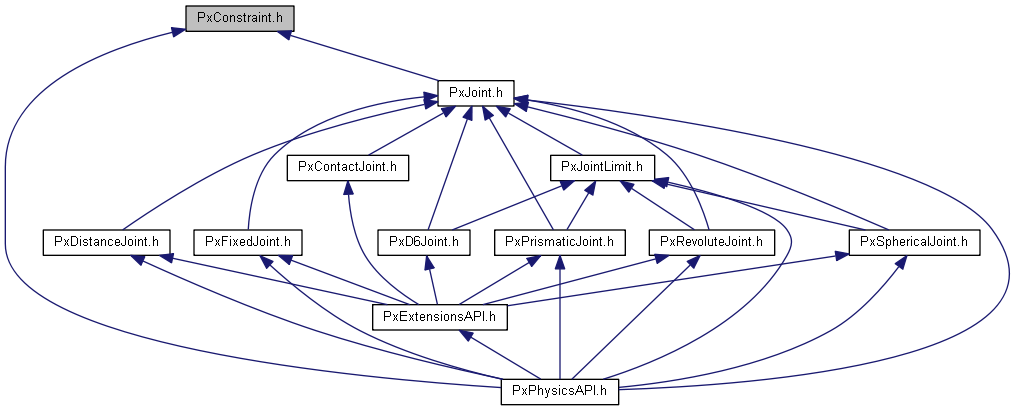 PxConstraint.h
PxJoint.h
PxContactJoint.h
PxJointLimit.h
PxDistanceJoint.h
PxFixedJoint.h
PxD6Joint.h
PxPrismaticJoint.h
PxRevoluteJoint.h
PxSphericalJoint.h
PxExtensionsAPI.h
PxPhysicsAPI.h